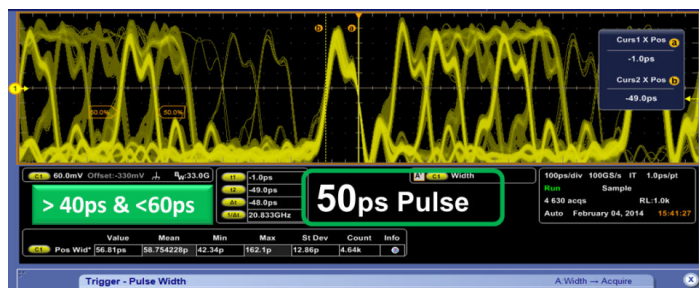 b a
Curs1 X Pos a
-1.0ps
Curs2 X Pos b
-49.0ps
1
50.0% 50.0%
C1 60.0mV Offset:-330mV BW:33.0G
t1 -1.0ps
t2 -49.0ps
Δt -48.0ps
1/Δt 20.833GHz
A' C1 Width
100ps/div 100GS/s IT 1.0ps/pt
Run Sample
4 630 acqs RL:1.0k
Auto February 04, 2014 15:41:27
> 40ps & <60ps
50ps Pulse
Value Mean Min Max St Dev Count Info
C1 Pos Wid* 56.81ps 58.754228p 42.34p 162.1p 12.86p 4.64k
Trigger - Pulse Width A:Width → Acquire X